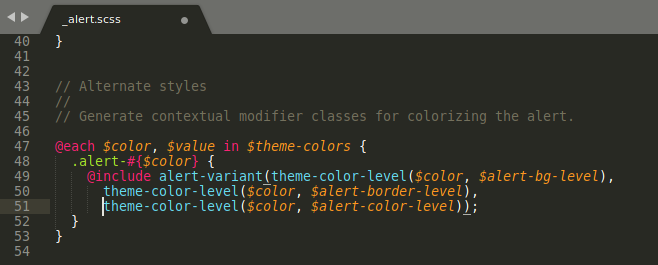 _alert.scss
40 }
41
42
43 // Alternate styles
44 //
45 // Generate contextual modifier classes for colorizing the alert.
46
47 @each $color, $value in $theme-colors {
48   .alert-#{$color} {
49     @include alert-variant(theme-color-level($color, $alert-bg-level),
50       theme-color-level($color, $alert-border-level),
51       theme-color-level($color, $alert-color-level));
52   }
53 }
54